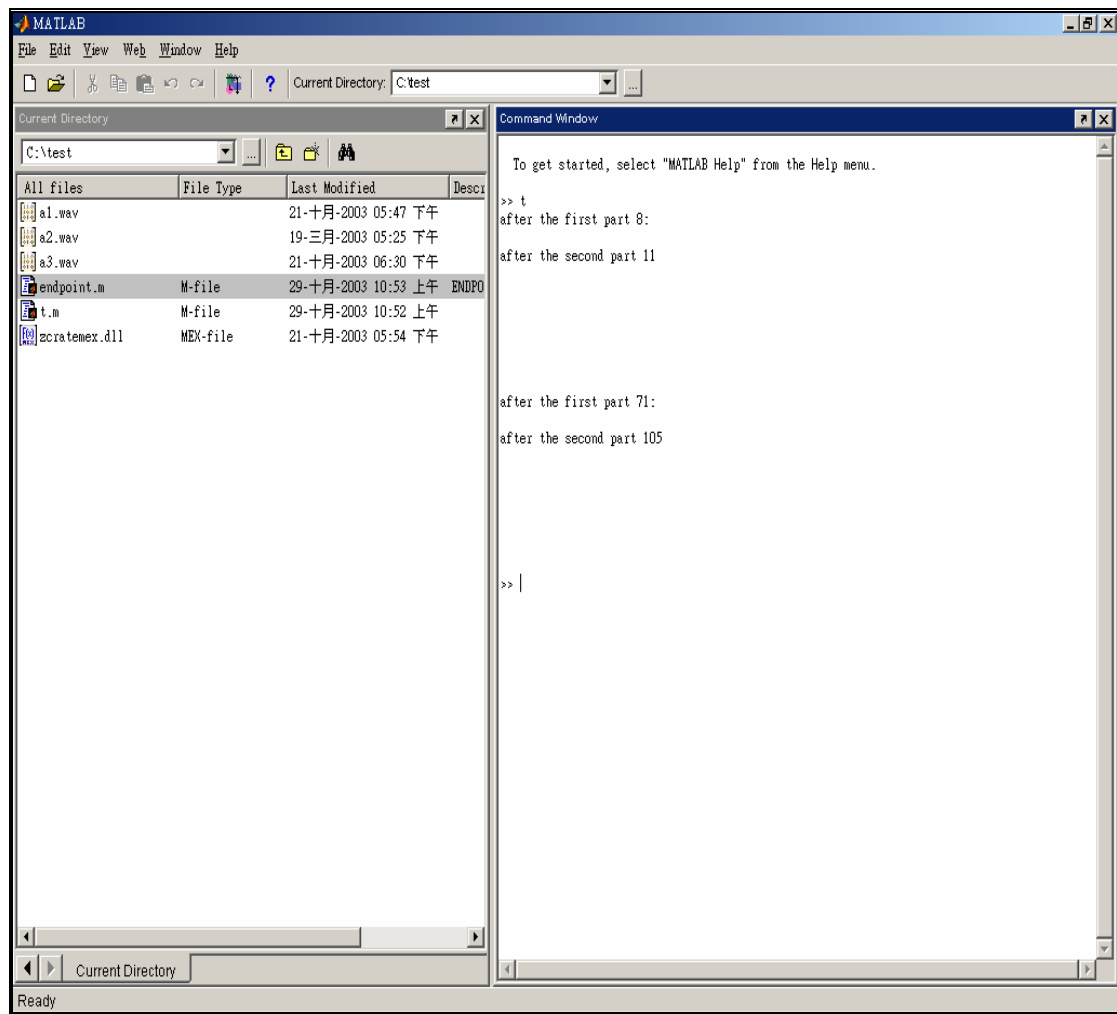 MATLAB
File Edit View Web Window Help
Current Directory: C:\test
Current Directory
C:\test
All files File Type Last Modified Descr
a1.wav 21-十月-2003 05:47 下午
a2.wav 19-三月-2003 05:25 下午
a3.wav 21-十月-2003 06:30 下午
endpoint.m M-file 29-十月-2003 10:53 上午 ENDPO
t.m M-file 29-十月-2003 10:52 上午
zcratemex.dll MEX-file 21-十月-2003 05:54 下午
Current Directory
Command Window
To get started, select "MATLAB Help" from the Help menu.
>> t
after the first part 8:
after the second part 11
after the first part 71:
after the second part 105
>>
Ready